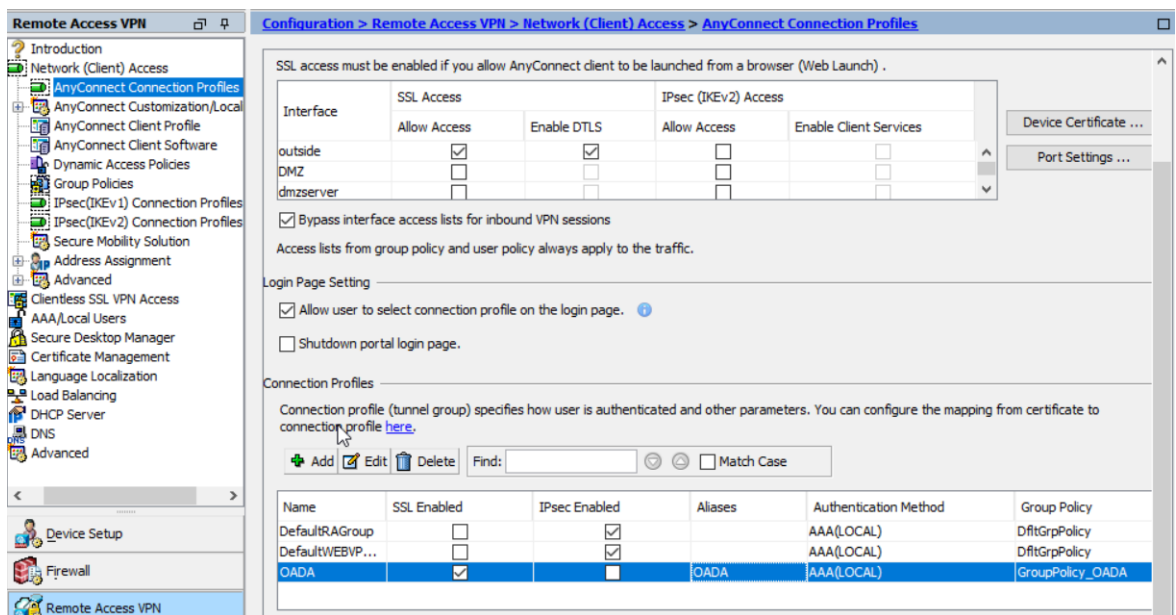 Remote Access VPN
Introduction
Network (Client) Access
AnyConnect Connection Profiles
AnyConnect Customization/Local
AnyConnect Client Profile
AnyConnect Client Software
Dynamic Access Policies
Group Policies
IPsec(IKEv1) Connection Profiles
IPsec(IKEv2) Connection Profiles
Secure Mobility Solution
Address Assignment
Advanced
Clientless SSL VPN Access
AAA/Local Users
Secure Desktop Manager
Certificate Management
Language Localization
Load Balancing
DHCP Server
DNS
Advanced
Device Setup
Firewall
Remote Access VPN
Configuration > Remote Access VPN > Network (Client) Access > AnyConnect Connection Profiles
SSL access must be enabled if you allow AnyConnect client to be launched from a browser (Web Launch) .
Interface SSL Access IPsec (IKEv2) Access
Allow Access Enable DTLS Allow Access Enable Client Services
outside
DMZ
dmzserver
Device Certificate ...
Port Settings ...
Bypass interface access lists for inbound VPN sessions
Access lists from group policy and user policy always apply to the traffic.
Login Page Setting
Allow user to select connection profile on the login page.
Shutdown portal login page.
Connection Profiles
Connection profile (tunnel group) specifies how user is authenticated and other parameters. You can configure the mapping from certificate to
connection profile here.
Add Edit Delete Find: Match Case
Name SSL Enabled IPsec Enabled Aliases Authentication Method Group Policy
DefaultRAGroup AAA(LOCAL) DfltGrpPolicy
DefaultWEBVP... AAA(LOCAL) DfltGrpPolicy
OADA OADA AAA(LOCAL) GroupPolicy_OADA